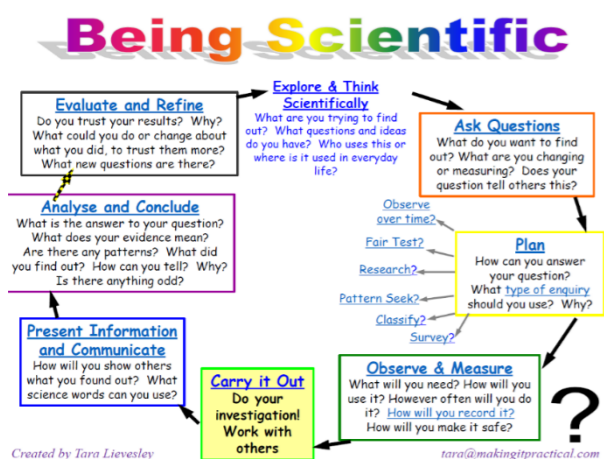 Being Scientific
Explore & Think
Scientifically
What are you trying to find
out? What questions and ideas
do you have? Who uses this or
where is it used in everyday
life?
Ask Questions
What do you want to find
out? What are you changing
or measuring? Does your
question tell others this?
Plan
How can you answer
your question?
What type of enquiry
should you use? Why?
Observe
over time?
Fair Test?
Research?
Pattern Seek?
Classify?
Survey?
Observe & Measure
What will you need? How will you
use it? However often will you do
it? How will you record it?
How will you make it safe?
?
Carry it Out
Do your
investigation!
Work with
others
Present Information
and Communicate
How will you show others
what you found out? What
science words can you use?
Analyse and Conclude
What is the answer to your question?
What does your evidence mean?
Are there any patterns? What did
you find out? How can you tell? Why?
Is there anything odd?
Evaluate and Refine
Do you trust your results? Why?
What could you do or change about
what you did, to trust them more?
What new questions are there?
Created by Tara Lievesley
tara@makingitpractical.com